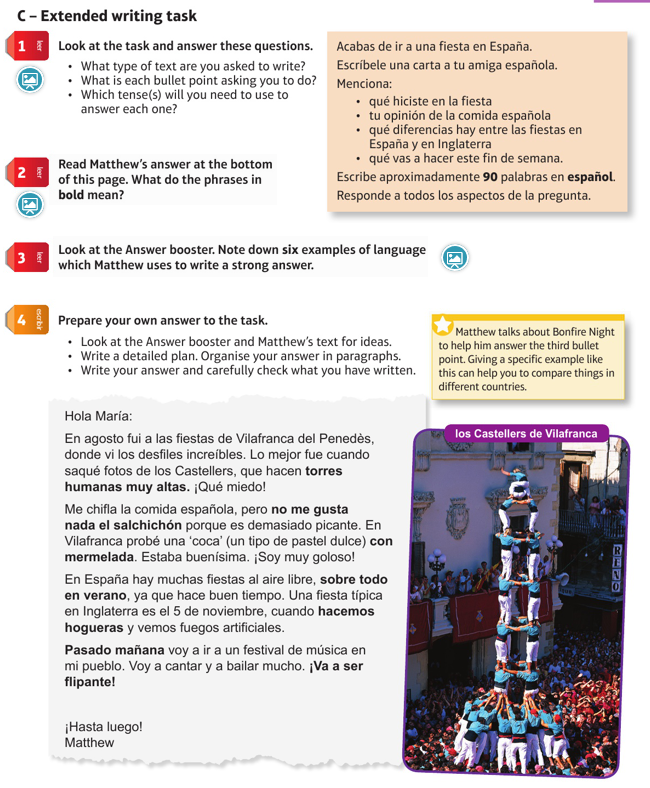 C – Extended writing task
1
leer
Look at the task and answer these questions.
• What type of text are you asked to write?
• What is each bullet point asking you to do?
• Which tense(s) will you need to use to
answer each one?
Acabas de ir a una fiesta en España.
Escríbele una carta a tu amiga española.
Menciona:
• qué hiciste en la fiesta
• tu opinión de la comida española
• qué diferencias hay entre las fiestas en
España y en Inglaterra
• qué vas a hacer este fin de semana.
Escribe aproximadamente 90 palabras en español.
Responde a todos los aspectos de la pregunta.
2
leer
Read Matthew's answer at the bottom
of this page. What do the phrases in
bold mean?
3
leer
Look at the Answer booster. Note down six examples of language
which Matthew uses to write a strong answer.
4
escribir
Prepare your own answer to the task.
• Look at the Answer booster and Matthew's text for ideas.
• Write a detailed plan. Organise your answer in paragraphs.
• Write your answer and carefully check what you have written.
Matthew talks about Bonfire Night
to help him answer the third bullet
point. Giving a specific example like
this can help you to compare things in
different countries.
Hola María:
En agosto fui a las fiestas de Vilafranca del Penedès,
donde vi los desfiles increíbles. Lo mejor fue cuando
saqué fotos de los Castellers, que hacen torres
humanas muy altas. ¡Qué miedo!
Me chifla la comida española, pero no me gusta
nada el salchichón porque es demasiado picante. En
Vilafranca probé una 'coca' (un tipo de pastel dulce) con
mermelada. Estaba buenísima. ¡Soy muy goloso!
En España hay muchas fiestas al aire libre, sobre todo
en verano, ya que hace buen tiempo. Una fiesta típica
en Inglaterra es el 5 de noviembre, cuando hacemos
hogueras y vemos fuegos artificiales.
Pasado mañana voy a ir a un festival de música en
mi pueblo. Voy a cantar y a bailar mucho. ¡Va a ser
flipante!
¡Hasta luego!
Matthew
los Castellers de Vilafranca
RENO